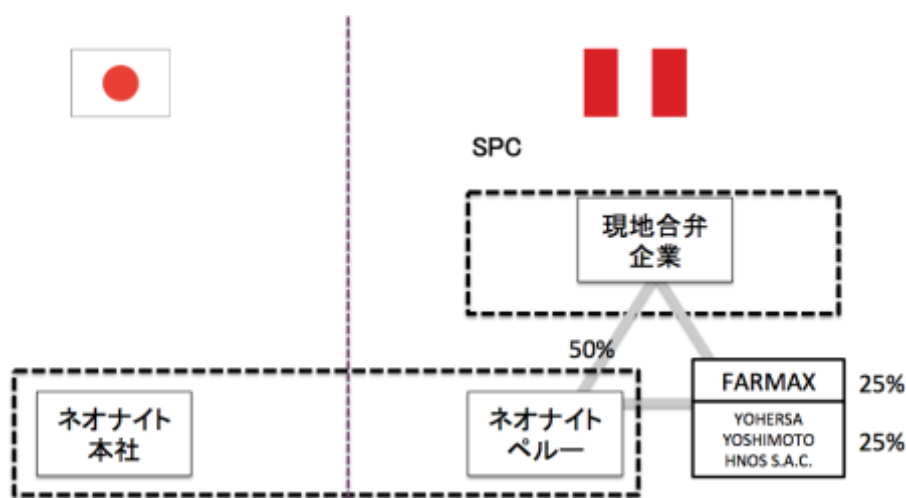 SPC
現地合弁
企業
50%
FARMAX
25%
YOHERSA
YOSHIMOTO
HNOS S.A.C.
25%
ネオナイト
本社
ネオナイト
ペルー